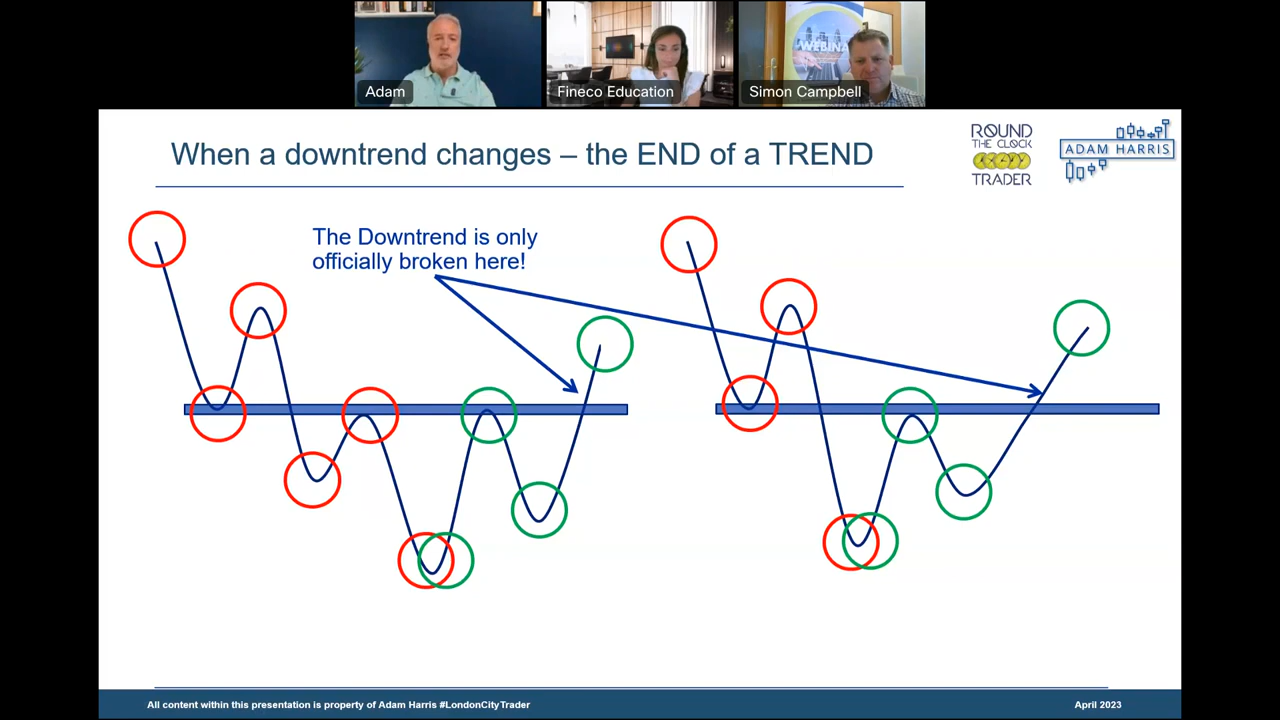 WEBINA
Adam
Fineco Education
Simon Campbell
When a downtrend changes – the END of a TREND
ROUND
THE CLOCK
TRADER
ADAM HARRIS
The Downtrend is only
officially broken here!
All content within this presentation is property of Adam Harris #LondonCityTrader
April 2023